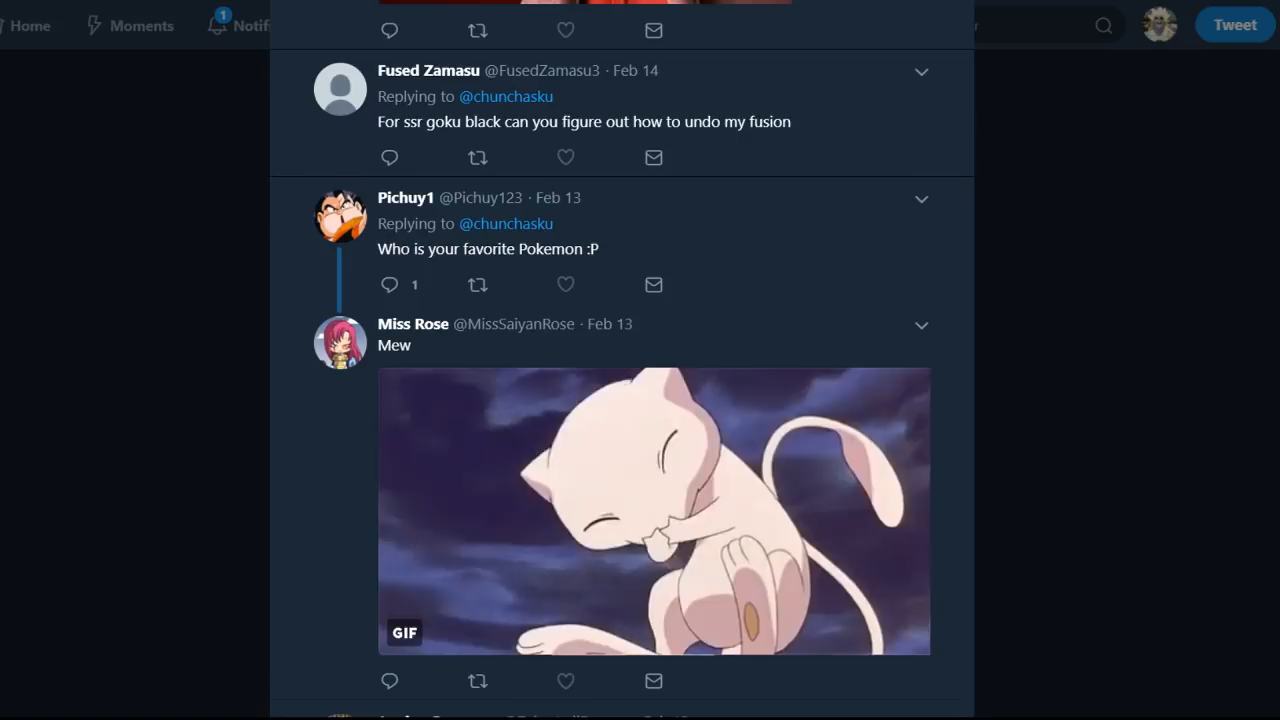 Home
Moments
1
Notif
Tweet
Fused Zamasu @FusedZamasu3 · Feb 14
Replying to @chunchasku
For ssr goku black can you figure out how to undo my fusion
Pichuy1 @Pichuy123 · Feb 13
Replying to @chunchasku
Who is your favorite Pokemon :P
1
Miss Rose @MissSaiyanRose · Feb 13
Mew
GIF